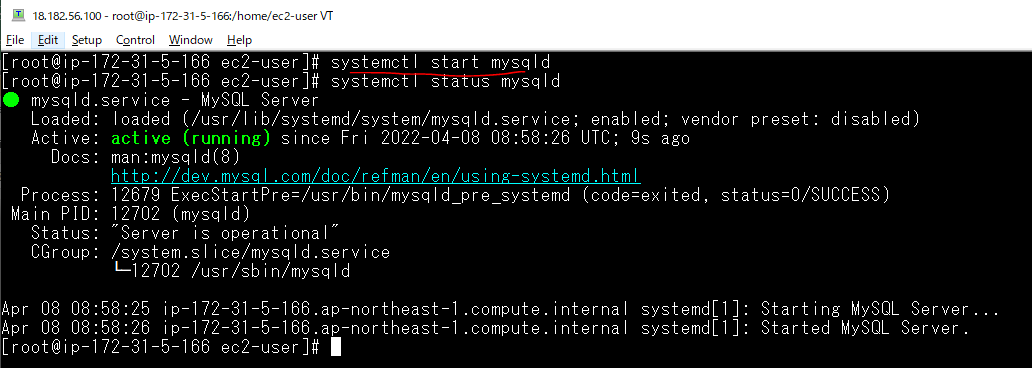 18.182.56.100 - root@ip-172-31-5-166:/home/ec2-user VT
File Edit Setup Control Window Help
[root@ip-172-31-5-166 ec2-user]# systemctl start mysqld
[root@ip-172-31-5-166 ec2-user]# systemctl status mysqld
● mysqld.service - MySQL Server
Loaded: loaded (/usr/lib/systemd/system/mysqld.service; enabled; vendor preset: disabled)
Active: active (running) since Fri 2022-04-08 08:58:26 UTC; 9s ago
Docs: man:mysqld(8)
http://dev.mysql.com/doc/refman/en/using-systemd.html
Process: 12679 ExecStartPre=/usr/bin/mysqld_pre_systemd (code=exited, status=0/SUCCESS)
Main PID: 12702 (mysqld)
Status: "Server is operational"
CGroup: /system.slice/mysqld.service
└─12702 /usr/sbin/mysqld
Apr 08 08:58:25 ip-172-31-5-166.ap-northeast-1.compute.internal systemd[1]: Starting MySQL Server...
Apr 08 08:58:26 ip-172-31-5-166.ap-northeast-1.compute.internal systemd[1]: Started MySQL Server.
[root@ip-172-31-5-166 ec2-user]#